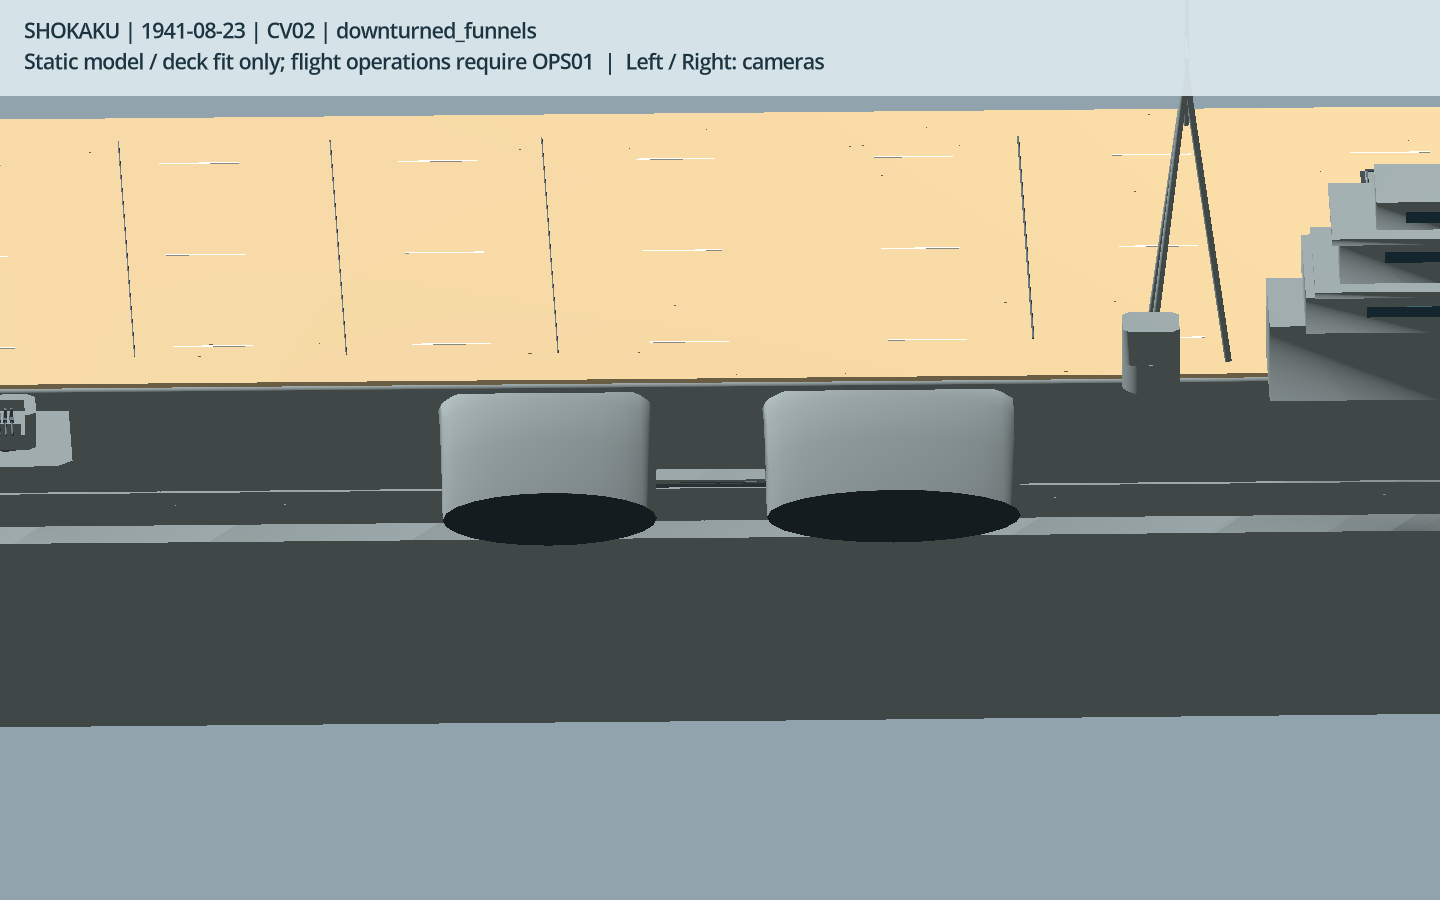 SHOKAKU | 1941-08-23 | CV02 | downturned_funnels
Static model / deck fit only; flight operations require OPS01 | Left / Right: cameras